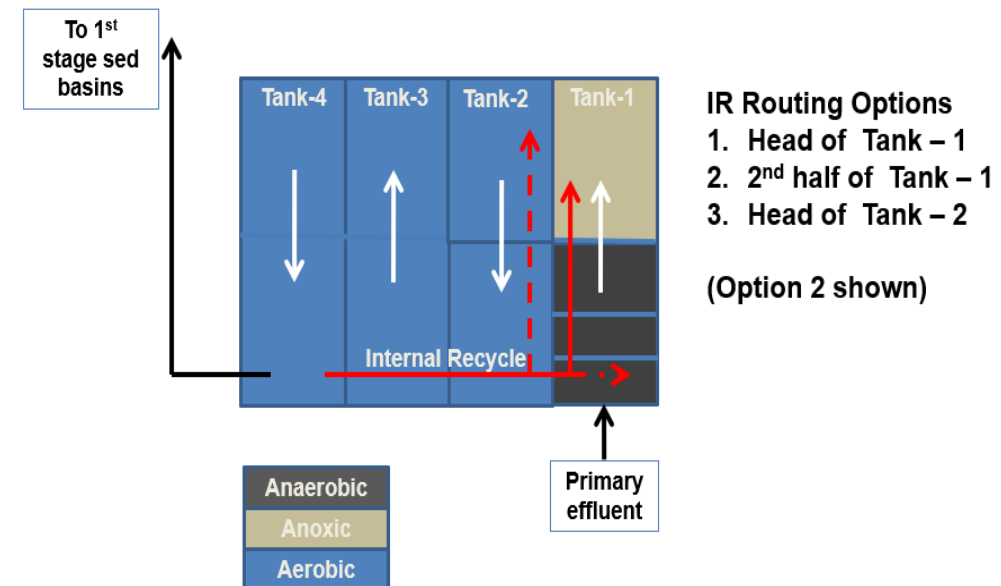 To 1st
stage sed
basins
Tank-4 Tank-3 Tank-2 Tank-1
IR Routing Options
1. Head of Tank – 1
2. 2nd half of Tank – 1
3. Head of Tank – 2
(Option 2 shown)
Internal Recycle
Primary
effluent
Anaerobic
Anoxic
Aerobic